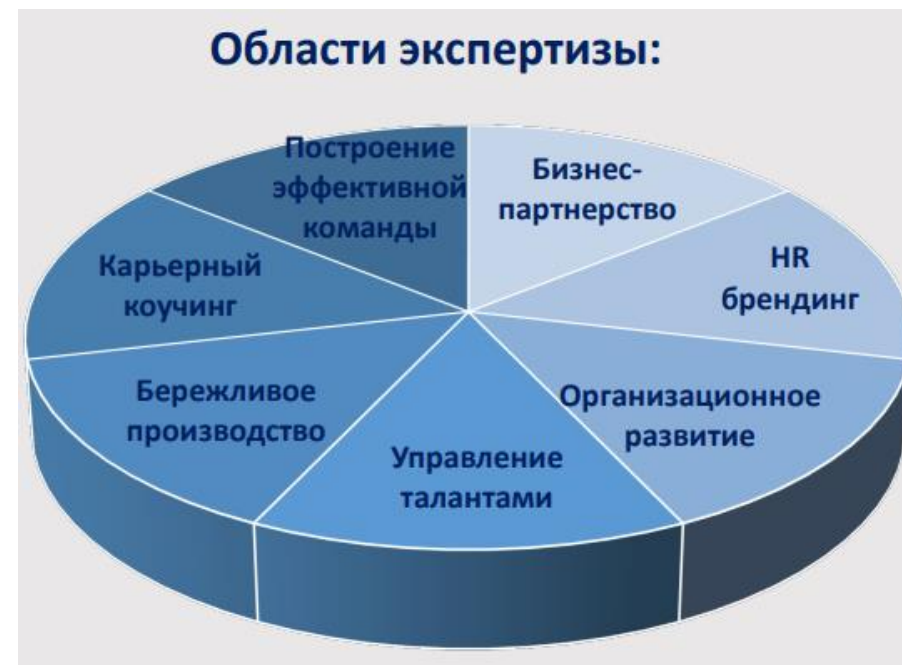 Области экспертизы:
Построение
эффективной
команды
Бизнес-
партнерство
HR
брендинг
Карьерный
коучинг
Бережливое
производство
Организационное
развитие
Управление
талантами